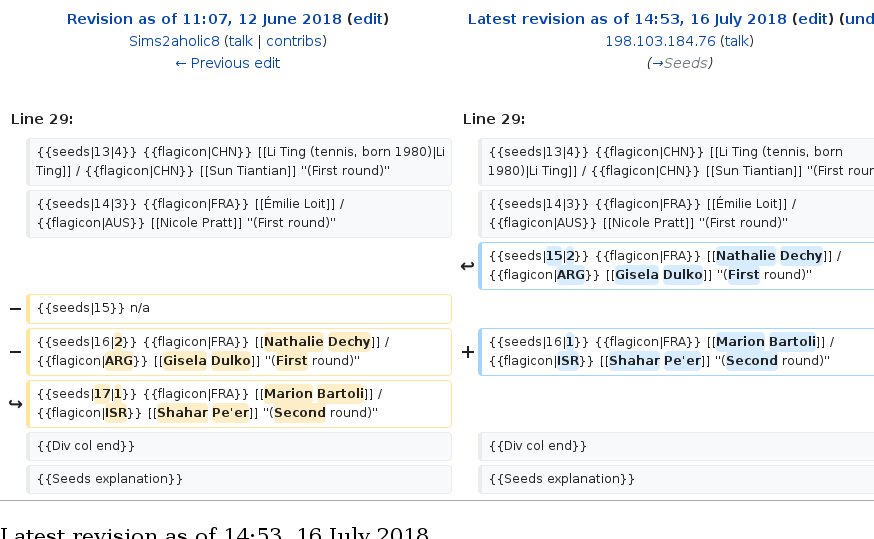 Revision as of 11:07, 12 June 2018 (edit)
Sims2aholic8 (talk | contribs)
← Previous edit
Latest revision as of 14:53, 16 July 2018 (edit) (und
198.103.184.76 (talk)
(→Seeds)
Line 29:
Line 29:
{{seeds|13|4}} {{flagicon|CHN}} [[Li Ting (tennis, born 1980)|Li
Ting]] / {{flagicon|CHN}} [[Sun Tiantian]] ''(First round)''
{{seeds|13|4}} {{flagicon|CHN}} [[Li Ting (tennis, born
1980)|Li Ting]] / {{flagicon|CHN}} [[Sun Tiantian]] ''(First roun
{{seeds|14|3}} {{flagicon|FRA}} [[Émilie Loit]] /
{{flagicon|AUS}} [[Nicole Pratt]] ''(First round)''
{{seeds|14|3}} {{flagicon|FRA}} [[Émilie Loit]] /
{{flagicon|AUS}} [[Nicole Pratt]] ''(First round)''
↩ {{seeds|15|2}} {{flagicon|FRA}} [[Nathalie Dechy]] /
{{flagicon|ARG}} [[Gisela Dulko]] ''(First round)''
− {{seeds|15}} n/a
− {{seeds|16|2}} {{flagicon|FRA}} [[Nathalie Dechy]] /
{{flagicon|ARG}} [[Gisela Dulko]] ''(First round)''
+ {{seeds|16|1}} {{flagicon|FRA}} [[Marion Bartoli]] /
{{flagicon|ISR}} [[Shahar Pe'er]] ''(Second round)''
↪ {{seeds|17|1}} {{flagicon|FRA}} [[Marion Bartoli]] /
{{flagicon|ISR}} [[Shahar Pe'er]] ''(Second round)''
{{Div col end}}
{{Div col end}}
{{Seeds explanation}}
{{Seeds explanation}}
Latest revision as of 14:53, 16 July 2018